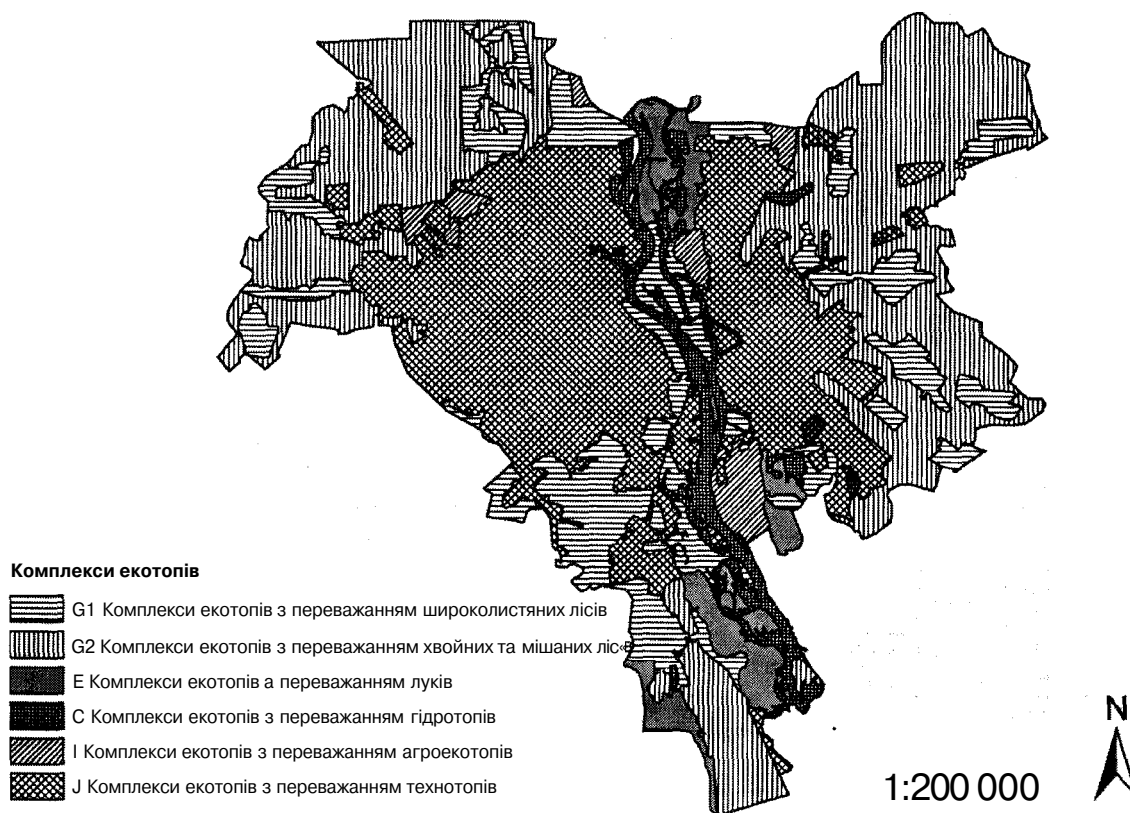 Комплекси екотопів
G1 Комплекси екотопів з переважанням широколистяних лісів
G2 Комплекси екотопів з переважанням хвойних та мішаних ліс«в
E Комплекси екотопів а переважанням луків
C Комплекси екотопів з переважанням гідротопів
I Комплекси екотопів з переважанням агроекотопів
J Комплекси екотопів з переважанням технотопів
1:200 000
N